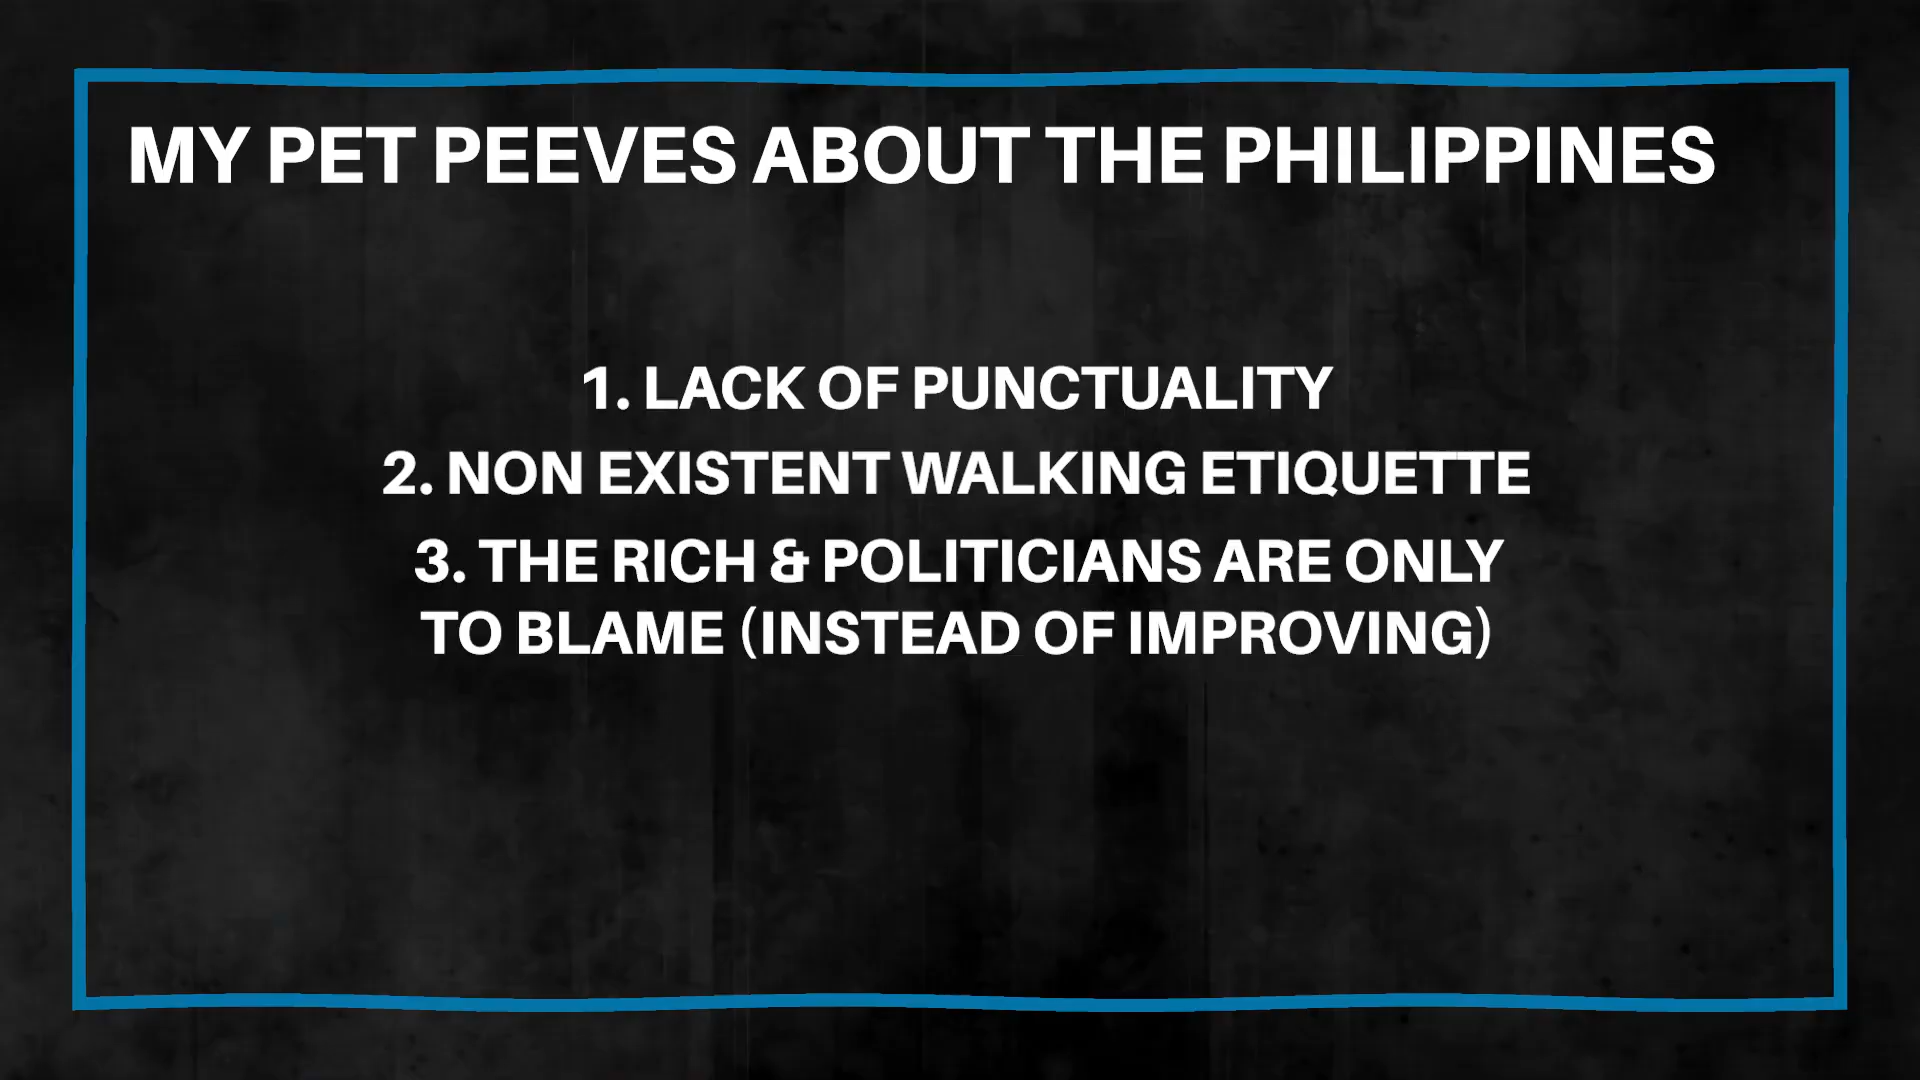 MY PET PEEVES ABOUT THE PHILIPPINES
1. LACK OF PUNCTUALITY
2. NON EXISTENT WALKING ETIQUETTE
3. THE RICH & POLITICIANS ARE ONLY
TO BLAME (INSTEAD OF IMPROVING)